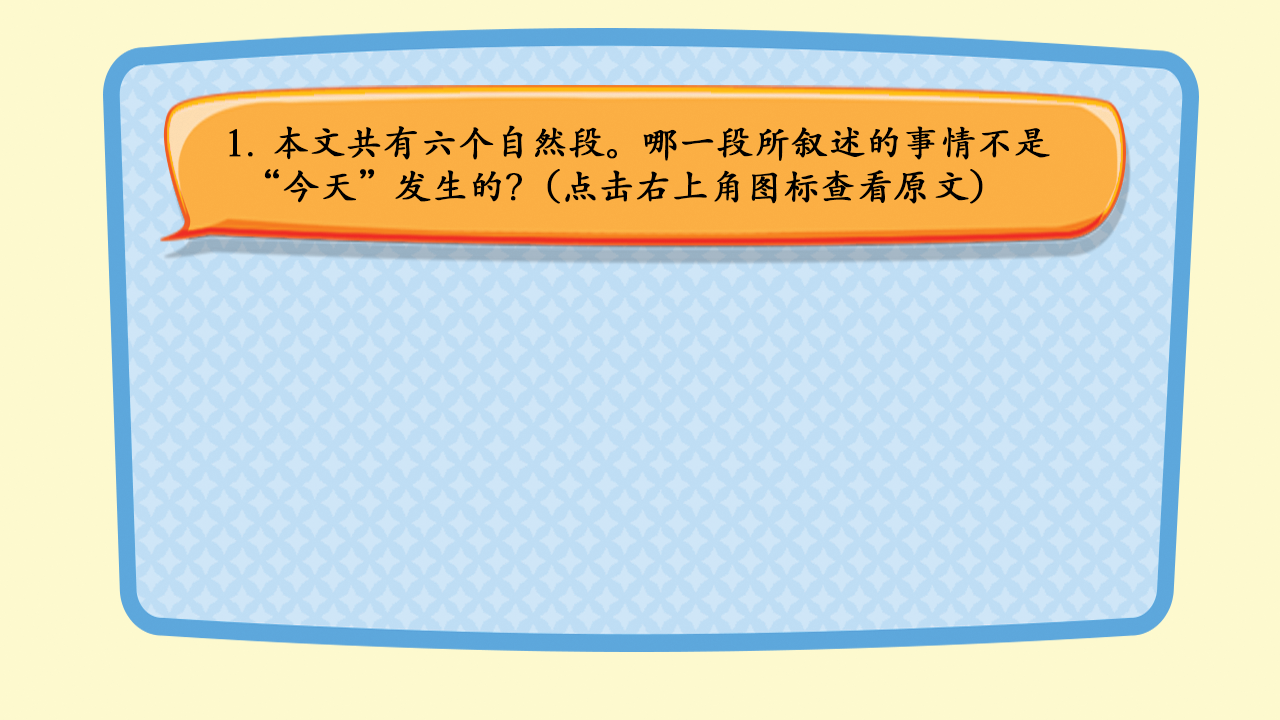 1. 本文共有六个自然段。哪一段所叙述的事情不是
“今天”发生的？（点击右上角图标查看原文）